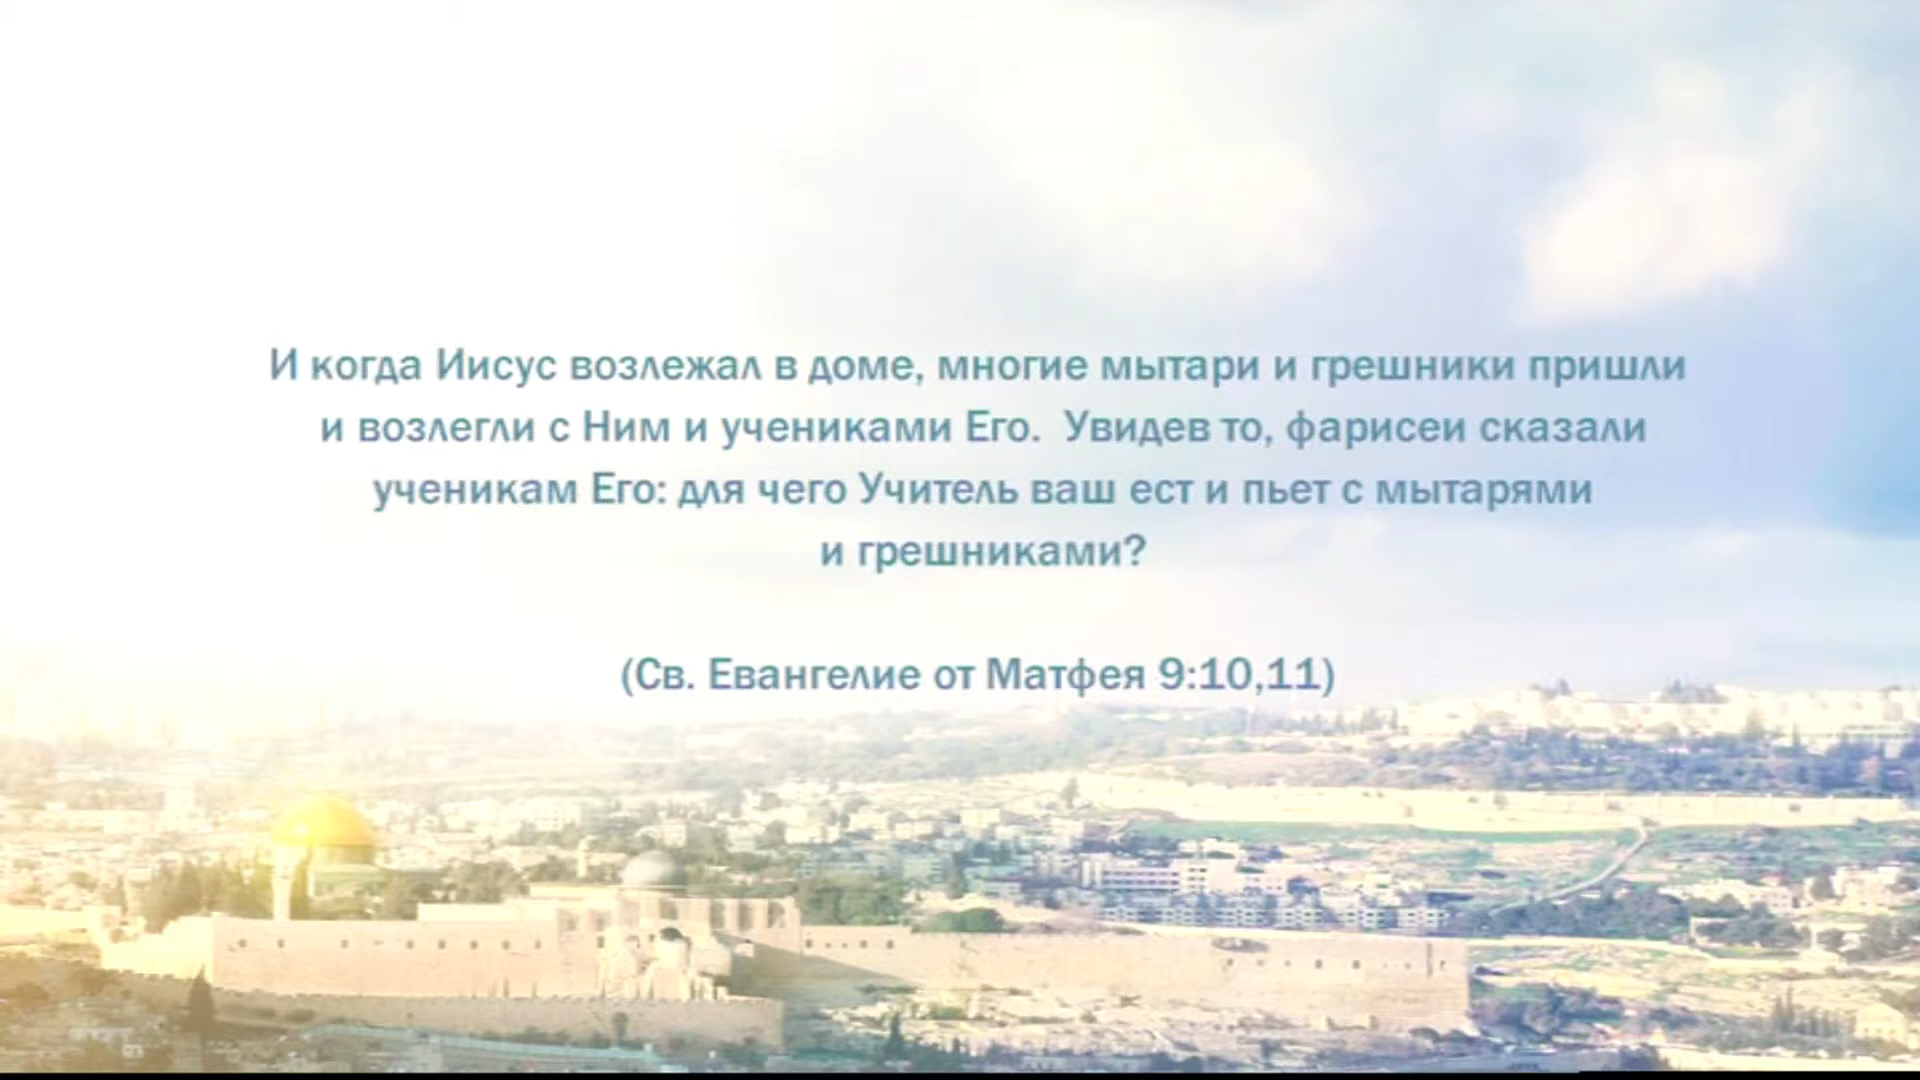 И когда Иисус возлежал в доме, многие мытари и грешники пришли
и возлегли с Ним и учениками Его.  Увидев то, фарисеи сказали
ученикам Его: для чего Учитель ваш ест и пьет с мытарями
и грешниками?
(Св. Евангелие от Матфея 9:10,11)